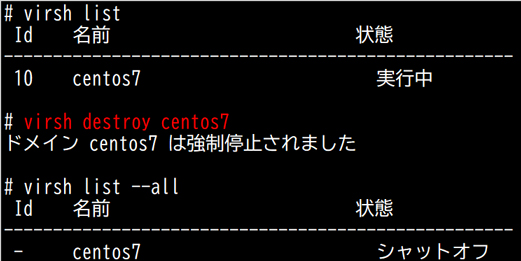 # virsh list
Id 名前 状態
----------------------------------------------------
10 centos7 実行中
# virsh destroy centos7
ドメイン centos7 は強制停止されました
# virsh list --all
Id 名前 状態
----------------------------------------------------
- centos7 シャットオフ